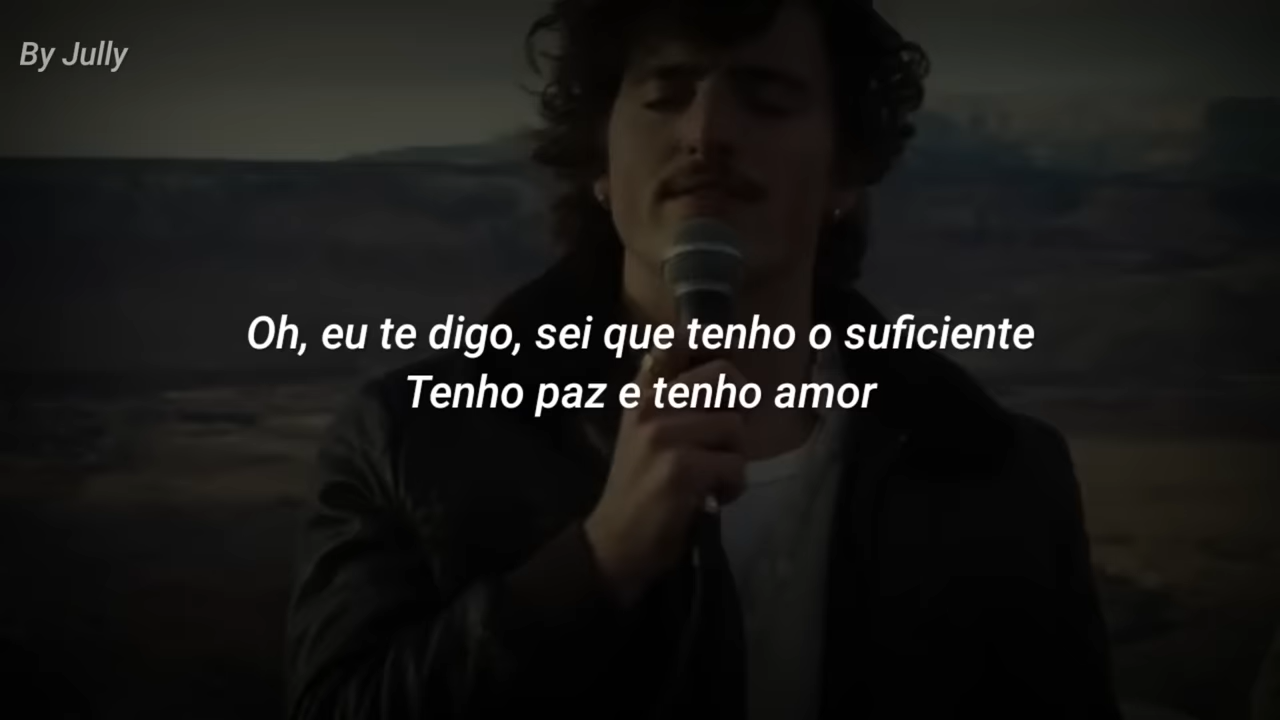 By Jully
Oh, eu te digo, sei que tenho o suficiente
Tenho paz e tenho amor